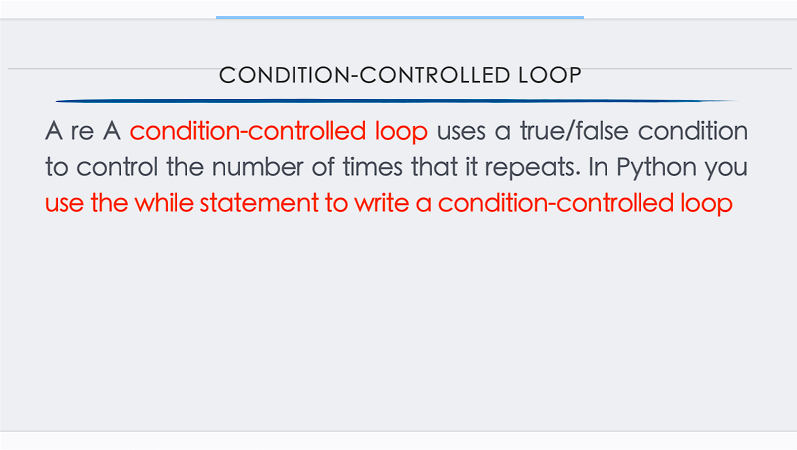 CONDITION-CONTROLLED LOOP
A re A condition-controlled loop uses a true/false condition
to control the number of times that it repeats. In Python you
use the while statement to write a condition-controlled loop